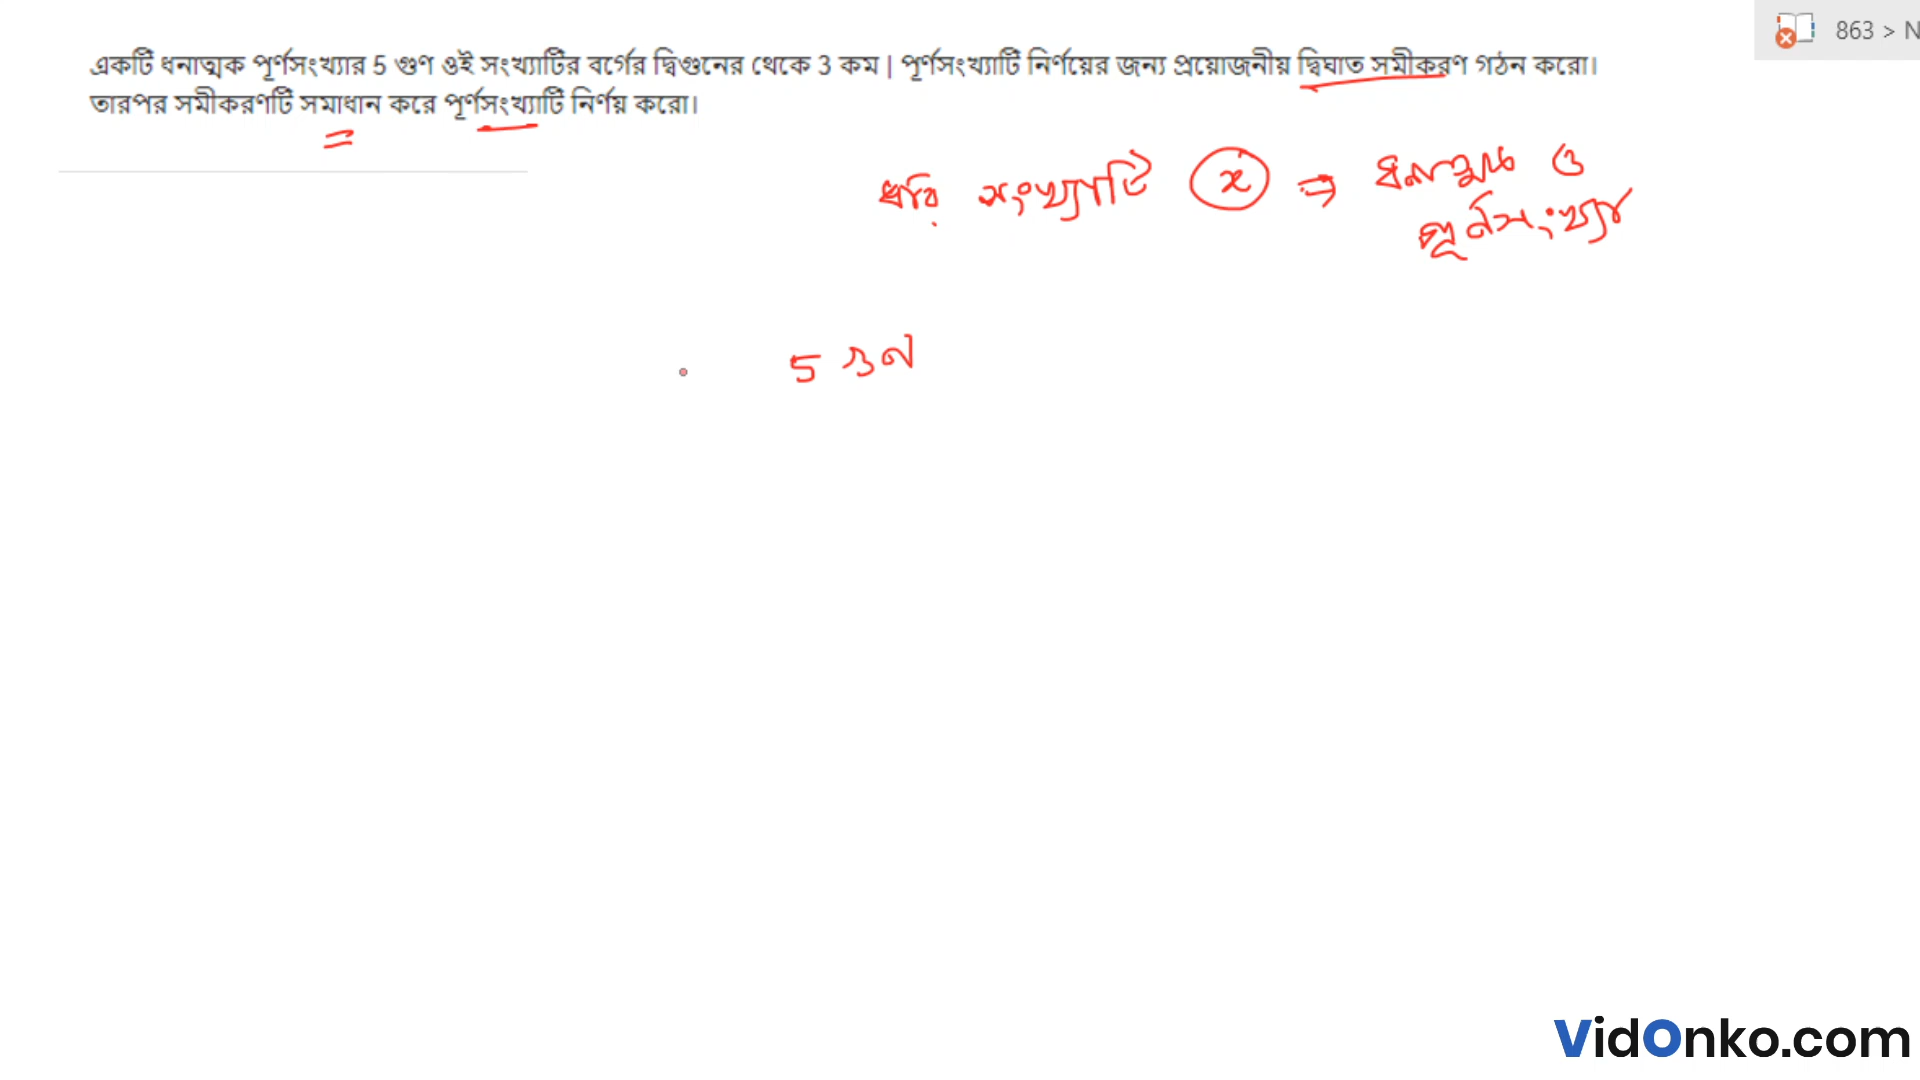 863 > N
একটি ধনাত্মক পূর্ণসংখ্যার 5 গুণ ওই সংখ্যাটির বর্গের দ্বিগুনের থেকে 3 কম | পূর্ণসংখ্যাটি নির্ণয়ের জন্য প্রয়োজনীয় দ্বিঘাত সমীকরণ গঠন করো।
তারপর সমীকরণটি সমাধান করে পূর্ণসংখ্যাটি নির্ণয় করো।
ধরি সংখ্যাটি x ⇒ ধনাত্মক ও
পূর্নসংখ্যা
5 গুন
VidOnko.com